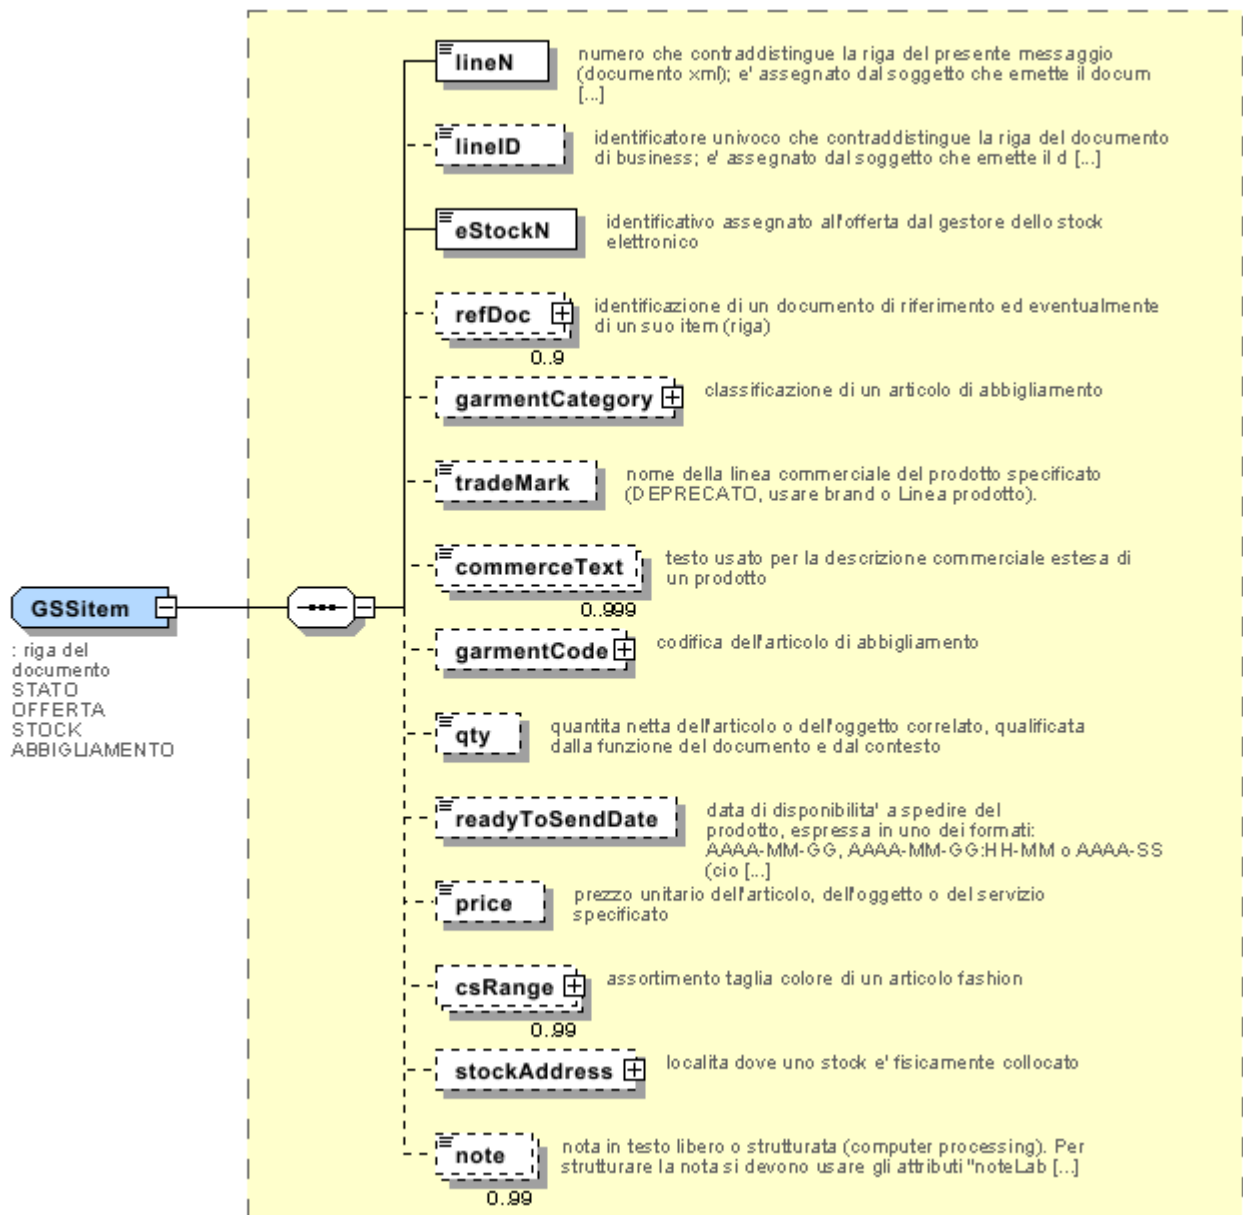 lineN
numero che contraddistingue la riga del presente messaggio
(documento xml); e' assegnato dal soggetto che emette il docum
[...]
lineID
identificatore univoco che contraddistingue la riga del documento
di business; e' assegnato dal soggetto che emette il d [...]
eStockN
identificativo assegnato all'offerta dal gestore dello stock
elettronico
refDoc
identificazione di un documento di riferimento ed eventualmente
di un suo item (riga)
0..9
garmentCategory
classificazione di un articolo di abbigliamento
tradeMark
nome della linea commerciale del prodotto specificato
(DEPRECATO, usare brand o Linea prodotto).
commerceText
testo usato per la descrizione commerciale estesa di
un prodotto
0..999
GSSitem
: riga del
documento
STATO
OFFERTA
STOCK
ABBIGLIAMENTO
garmentCode
codifica dell'articolo di abbigliamento
qty
quantita netta dell'articolo o dell'oggetto correlato, qualificata
dalla funzione del documento e dal contesto
readyToSendDate
data di disponibilita' a spedire del
prodotto, espressa in uno dei formati:
AAAA-MM-GG, AAAA-MM-GG:HH-MM o AAAA-SS
(cio [...]
price
prezzo unitario dell'articolo, dell'oggetto o del servizio
specificato
csRange
assortimento taglia colore di un articolo fashion
0..99
stockAddress
localita dove uno stock e' fisicamente collocato
note
nota in testo libero o strutturata (computer processing). Per
strutturare la nota si devono usare gli attributi "noteLab [...]
0..99